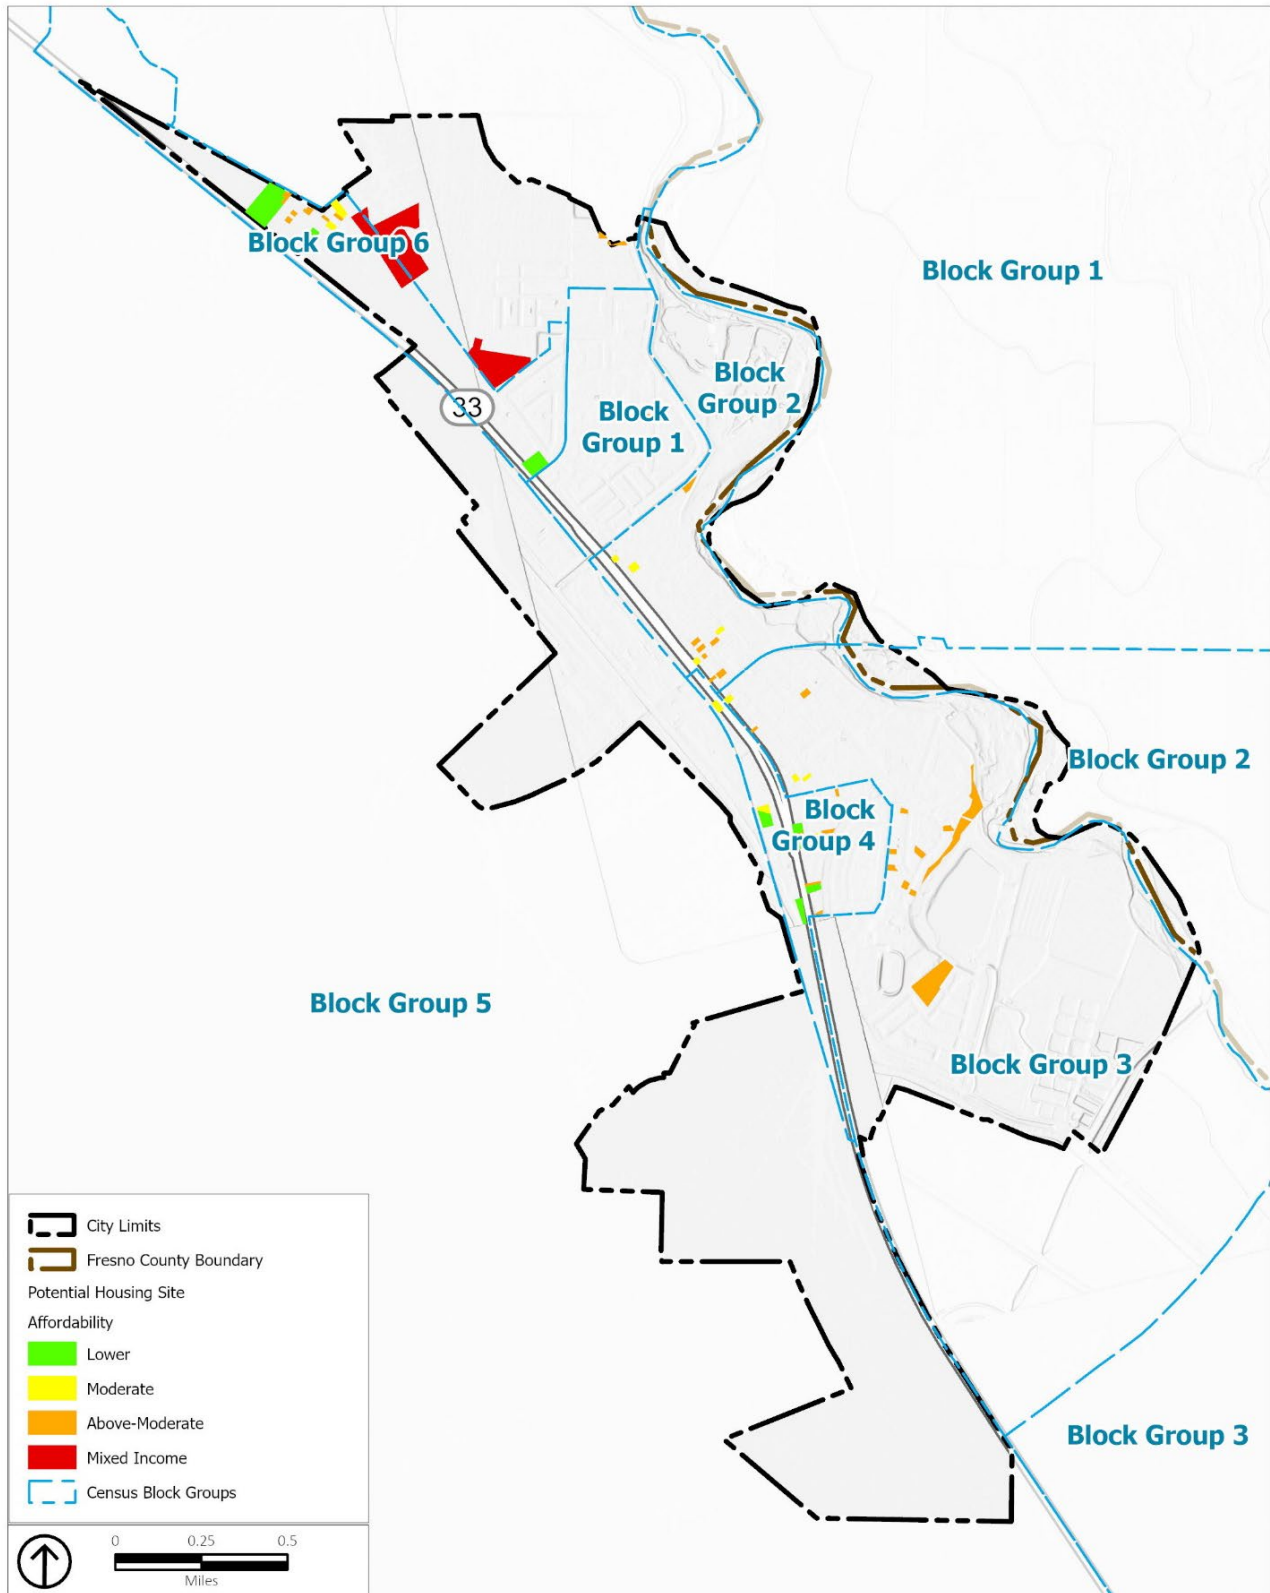 Block Group 6
Block Group 1
Block
Group 2
Block
Group 1
33
Block Group 2
Block
Group 4
Block Group 5
Block Group 3
Block Group 3
City Limits
Fresno County Boundary
Potential Housing Site
Affordability
Lower
Moderate
Above-Moderate
Mixed Income
Census Block Groups
0 0.25 0.5
Miles